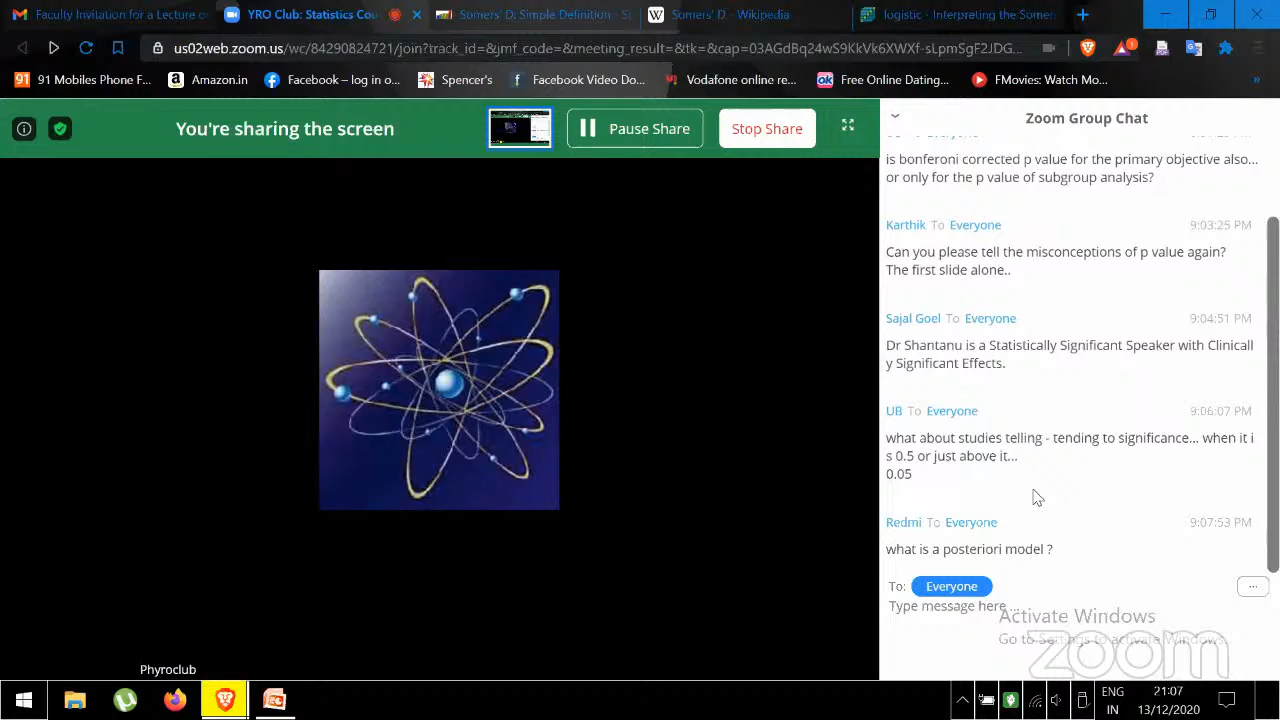 Faculty Invitation for a Lecture o
YRO Club: Statistics Cou
Somers' D: Simple Definition - St
Somers' D - Wikipedia
logistic - Interpreting the Somer
us02web.zoom.us/wc/84290824721/join?track_id=&jmf_code=&meeting_result=&tk=&cap=03AGdBq24wS9KkVk6XWXf-sLpmSgF2JDG...
91 Mobiles Phone F...
Amazon.in
Facebook – log in o...
Spencer's
Facebook Video Do...
Vodafone online re...
Free Online Dating...
FMovies: Watch Mo...
You're sharing the screen
Pause Share
Stop Share
Zoom Group Chat
is bonferoni corrected p value for the primary objective also...
or only for the p value of subgroup analysis?
Karthik To Everyone 9:03:25 PM
Can you please tell the misconceptions of p value again?
The first slide alone..
Sajal Goel To Everyone 9:04:51 PM
Dr Shantanu is a Statistically Significant Speaker with Clinicall
y Significant Effects.
UB To Everyone 9:06:07 PM
what about studies telling - tending to significance... when it i
s 0.5 or just above it...
0.05
Redmi To Everyone 9:07:53 PM
what is a posteriori model ?
To: Everyone
Type message here ...
Activate Windows
Go to Settings to activate Windows.
zoom
Phyroclub
ENG
IN
21:07
13/12/2020